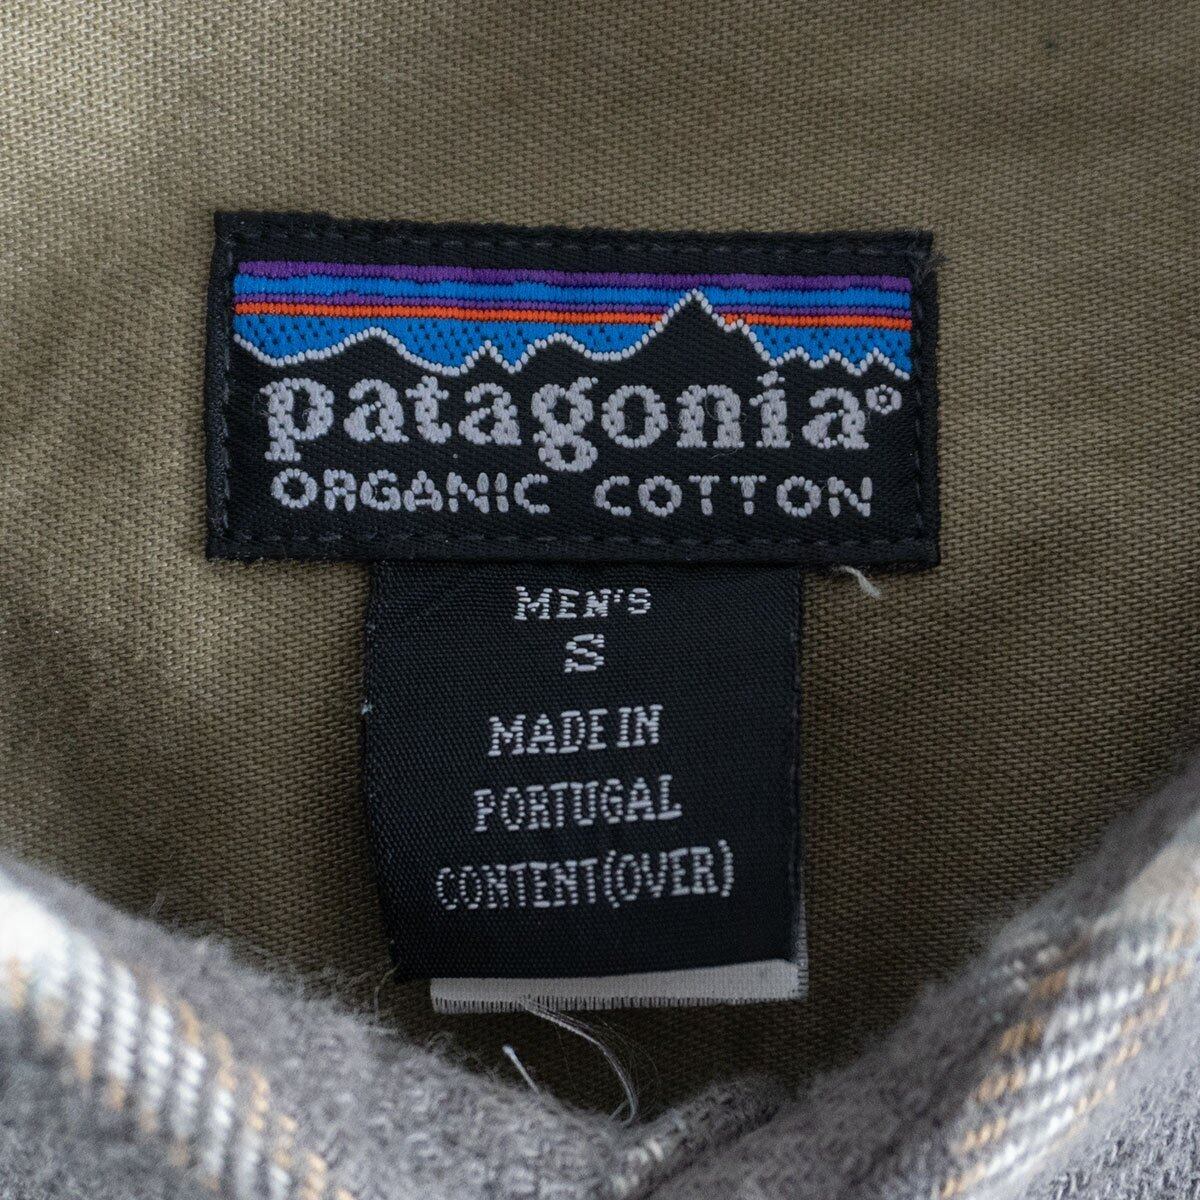 patagonia®
ORGANIC COTTON
MEN'S
S
MADE IN
PORTUGAL
CONTENT(OVER)